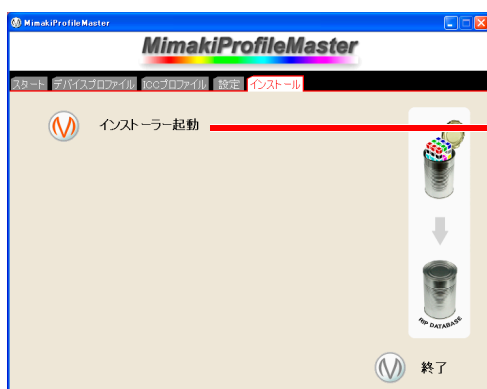 MimakiProfileMaster
MimakiProfileMaster
スタート デバイスプロファイル ICCプロファイル 設定 インストール
インストーラー起動
RIP DATABASE
終了